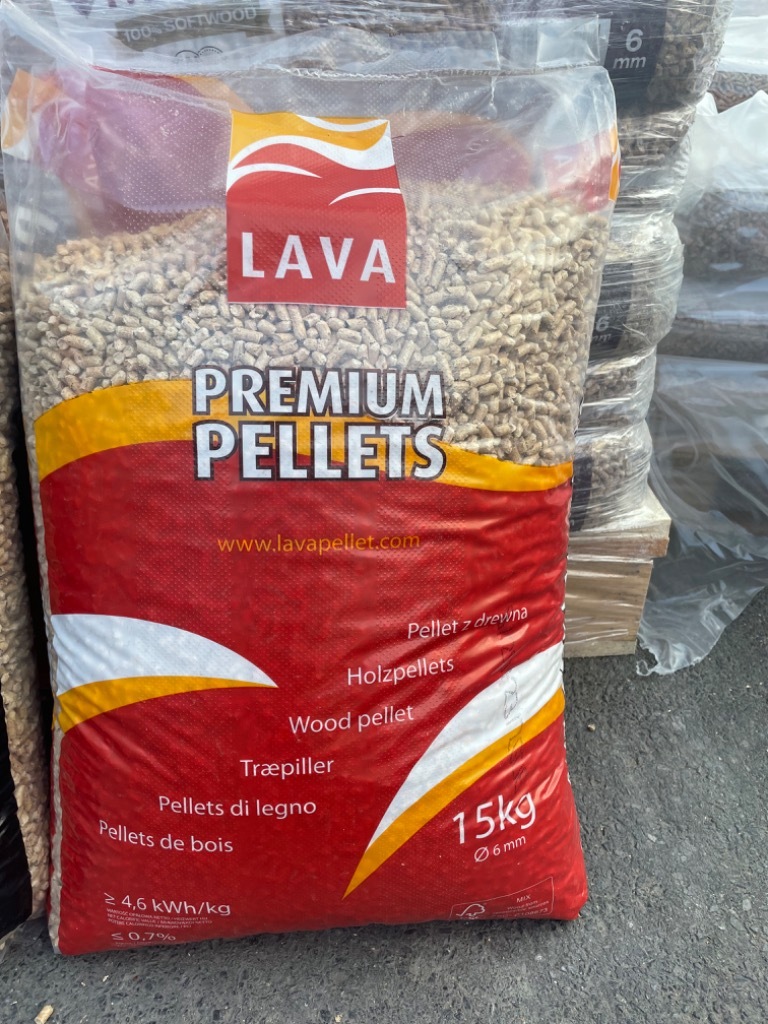 100% SOFTWOOD
6
mm
LAVA
PREMIUM
PELLETS
www.lavapellet.com
Pellet z drewna
Holzpellets
Wood pellet
Træpiller
Pellets di legno
Pellets de bois
15kg
Ø 6 mm
≥ 4,6 kWh/kg
≤ 0,7%
MIX
6